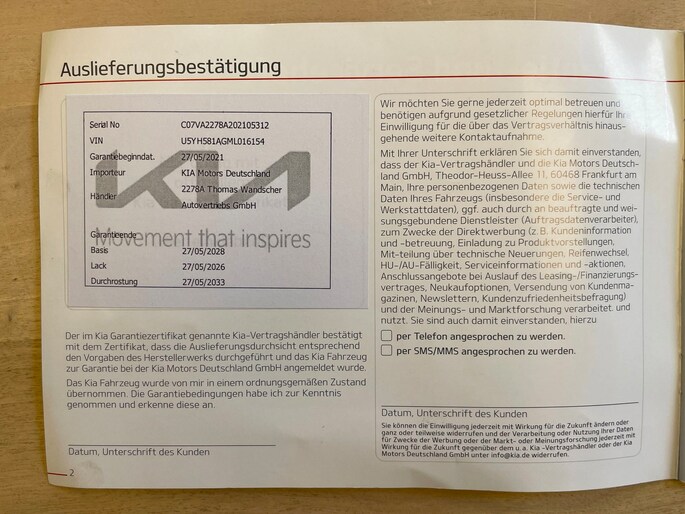 Auslieferungsbestätigung
Serial No C07VA2278A202105312
VIN U5YH581AGML016154
Garantiebeginndat. 27/05/2021
Importeur KIA Motors Deutschland
Händler 2278A Thomas Wandscher
Autovertriebs GmbH
KIA
Movement that inspires
Garantieende
Basis 27/05/2028
Lack 27/05/2026
Durchrostung 27/05/2033
Der im Kia Garantiezertifikat genannte Kia-Vertragshändler bestätigt
mit dem Zertifikat, dass die Auslieferungsdurchsicht entsprechend
den Vorgaben des Herstellerwerks durchgeführt und das Kia Fahrzeug
zur Garantie bei der Kia Motors Deutschland GmbH angemeldet wurde.
Das Kia Fahrzeug wurde von mir in einem ordnungsgemäßen Zustand
übernommen. Die Garantiebedingungen habe ich zur Kenntnis
genommen und erkenne diese an.
Datum, Unterschrift des Kunden
2
Wir möchten Sie gerne jederzeit optimal betreuen und
benötigen aufgrund gesetzlicher Regelungen hierfür Ihre
Einwilligung für die über das Vertragsverhältnis hinaus-
gehende weitere Kontaktaufnahme.
Mit Ihrer Unterschrift erklären Sie sich damit einverstanden,
dass der Kia-Vertragshändler und die Kia Motors Deutsch-
land GmbH, Theodor-Heuss-Allee 11, 60468 Frankfurt am
Main, Ihre personenbezogenen Daten sowie die technischen
Daten Ihres Fahrzeugs (insbesondere die Service- und
Werkstattdaten), ggf. auch durch an beauftragte und wei-
sungsgebundene Dienstleister (Auftragsdatenverarbeiter),
zum Zwecke der Direktwerbung (z. B. Kundeninformation
und -betreuung, Einladung zu Produktvorstellungen,
Mit-teilung über technische Neuerungen, Reifenwechsel,
HU-/AU-Fälligkeit, Serviceinformationen und -aktionen,
Anschlussangebote bei Auslauf des Leasing-/Finanzierungs-
vertrages, Neukaufoptionen, Versendung von Kundenma-
gazinen, Newslettern, Kundenzufriedenheitsbefragung)
und der Meinungs- und Marktforschung verarbeitet und
nutzt. Sie sind auch damit einverstanden, hierzu
per Telefon angesprochen zu werden.
per SMS/MMS angesprochen zu werden.
Datum, Unterschrift des Kunden
Sie können die Einwilligung jederzeit mit Wirkung für die Zukunft ändern oder
ganz oder teilweise widerrufen und der Verarbeitung oder Nutzung Ihrer Daten
für Zwecke der Werbung oder der Markt- oder Meinungsforschung jederzeit mit
Wirkung für die Zukunft gegenüber dem u. a. Kia -Vertragshändler oder der Kia
Motors Deutschland GmbH unter info@kia.de widerrufen.